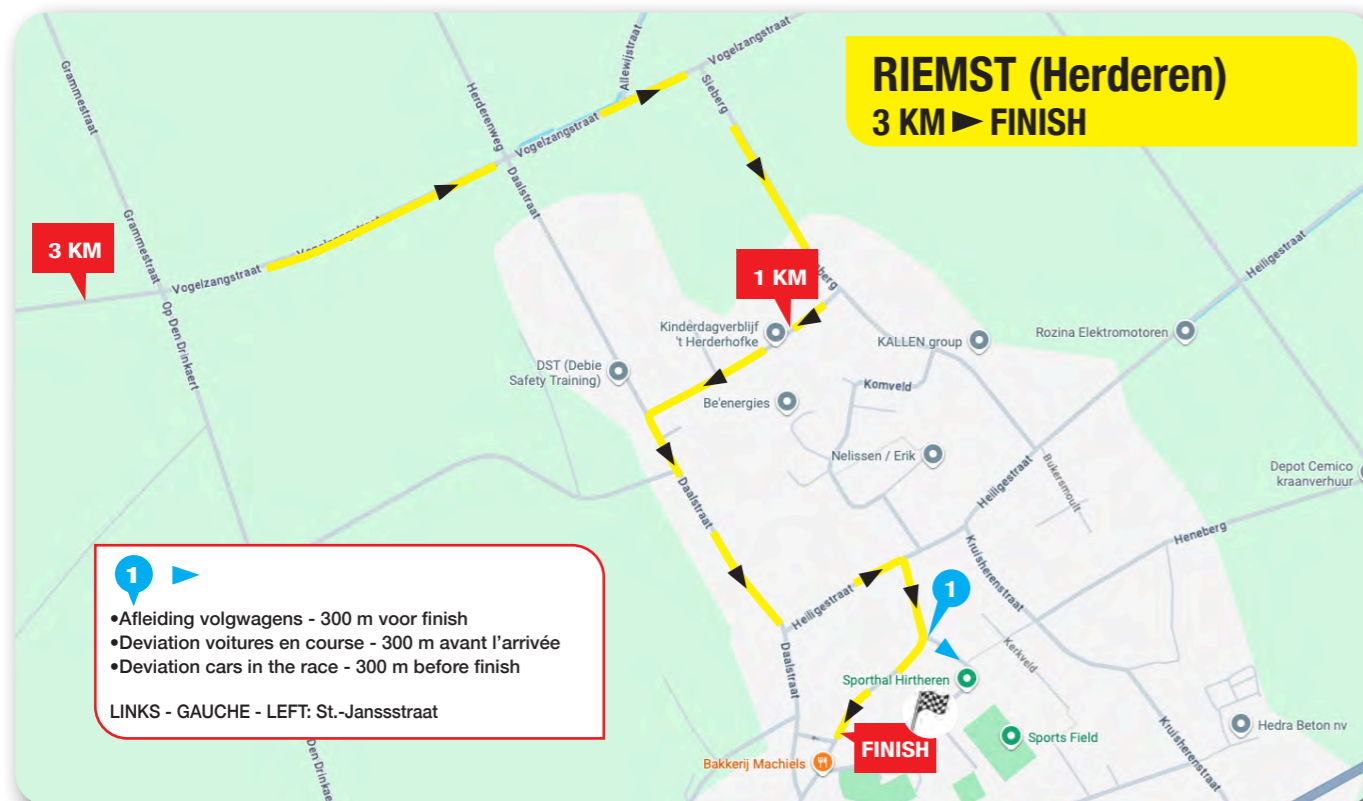 RIEMST (Herderen)
3 KM ► FINISH
Grammestraat
Herderenweg
Allewijstraat
Vogelzangstraat
Sieberg
Vogelzangstraat
Vogelzangstraat
Daalstraat
Heiligestraat
Grammestraat
3 KM
Vogelzangstraat
1 KM
Op Den Drinkaert
Kinderdagverblijf
't Herderhofke
KALLEN group
Rozina Elektromotoren
DST (Debie
Safety Training)
Komveld
Be'energies
Nelissen / Erik
Heiligestraat
Bukersmoult
Depot Cemico
kraanverhuur
Daalstraat
Heneberg
Kruisherenstraat
1
•Afleiding volgwagens - 300 m voor finish
•Deviation voitures en course - 300 m avant l'arrivée
•Deviation cars in the race - 300 m before finish
LINKS - GAUCHE - LEFT: St.-Janssstraat
1
Heiligestraat
Daalstraat
Kerkveld
Sporthal Hirtheren
Kruisherenstraat
Hedra Beton nv
Sports Field
FINISH
Bakkerij Machiels
Den Drinkaert